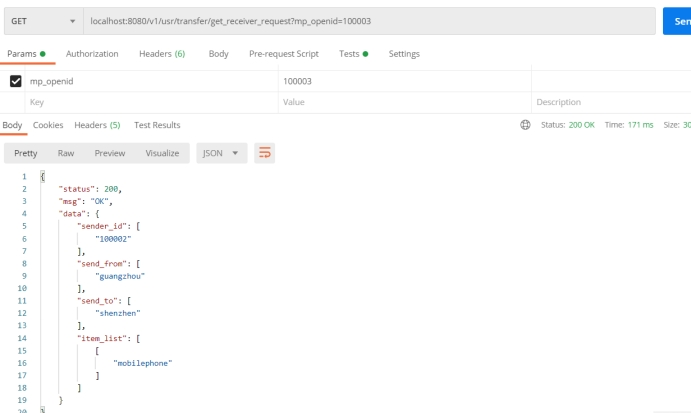 GET localhost:8080/v1/usr/transfer/get_receiver_request?mp_openid=100003
Params Authorization Headers (6) Body Pre-request Script Tests Settings
mp_openid 100003
Key Value Description
Body Cookies Headers (5) Test Results Status: 200 OK Time: 171 ms Size: 30
Pretty Raw Preview Visualize JSON
1 {
2 "status": 200,
3 "msg": "OK",
4 "data": {
5 "sender_id": [
6 "100002"
7 ],
8 "send_from": [
9 "guangzhou"
10 ],
11 "send_to": [
12 "shenzhen"
13 ],
14 "item_list": [
15 [
16 "mobilephone"
17 ]
18 ]
19 }
20 }